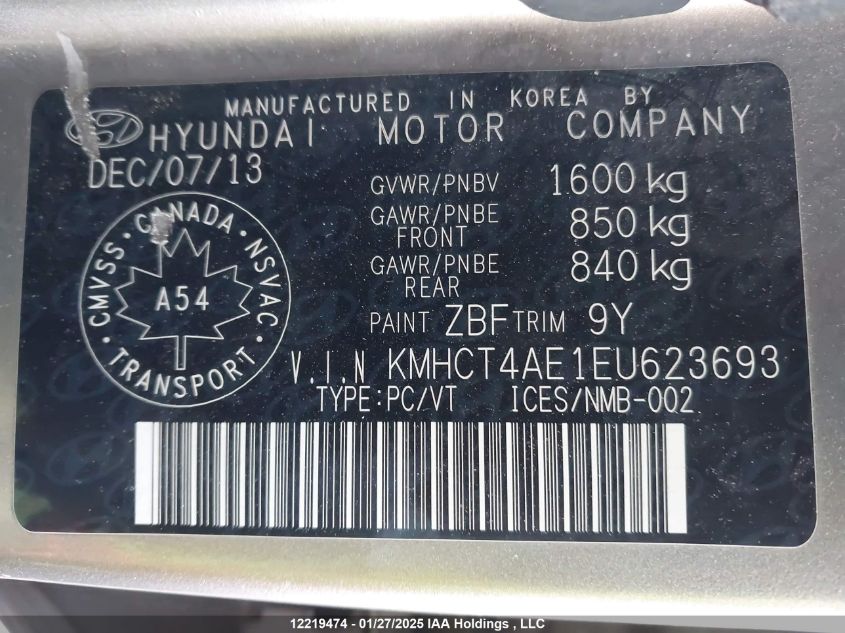 MANUFACTURED IN KOREA BY
HYUNDAI MOTOR COMPANY
DEC/07/13
GVWR/PNBV 1600 kg
GAWR/PNBE FRONT 850 kg
GAWR/PNBE REAR 840 kg
PAINT ZBF TRIM 9Y
CMVSS · CANADA · NSVAC · TRANSPORT ·
A54
V.I.N KMHCT4AE1EU623693
TYPE:PC/VT ICES/NMB-002
12219474 - 01/27/2025 IAA Holdings , LLC